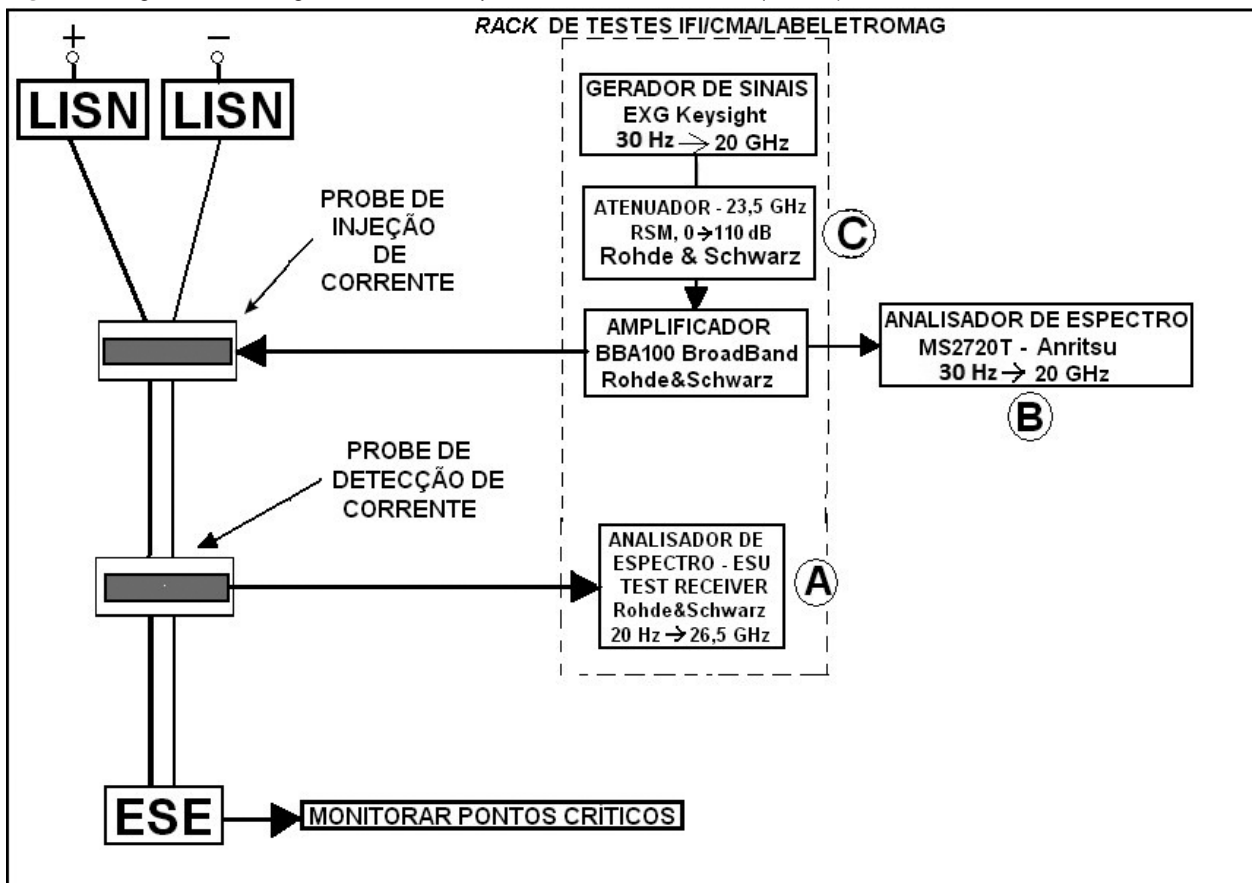 RACK DE TESTES IFI/CMA/LABELETROMAG
+
−
LISN
LISN
GERADOR DE SINAIS
EXG Keysight
30 Hz → 20 GHz
PROBE DE
INJEÇÃO
DE
CORRENTE
ATENUADOR - 23,5 GHz
RSM, 0→110 dB
Rohde & Schwarz
C
AMPLIFICADOR
BBA100 BroadBand
Rohde&Schwarz
ANALISADOR DE ESPECTRO
MS2720T - Anritsu
30 Hz → 20 GHz
B
PROBE DE
DETECÇÃO DE
CORRENTE
ANALISADOR DE
ESPECTRO - ESU
TEST RECEIVER
Rohde&Schwarz
20 Hz → 26,5 GHz
A
ESE
MONITORAR PONTOS CRÍTICOS